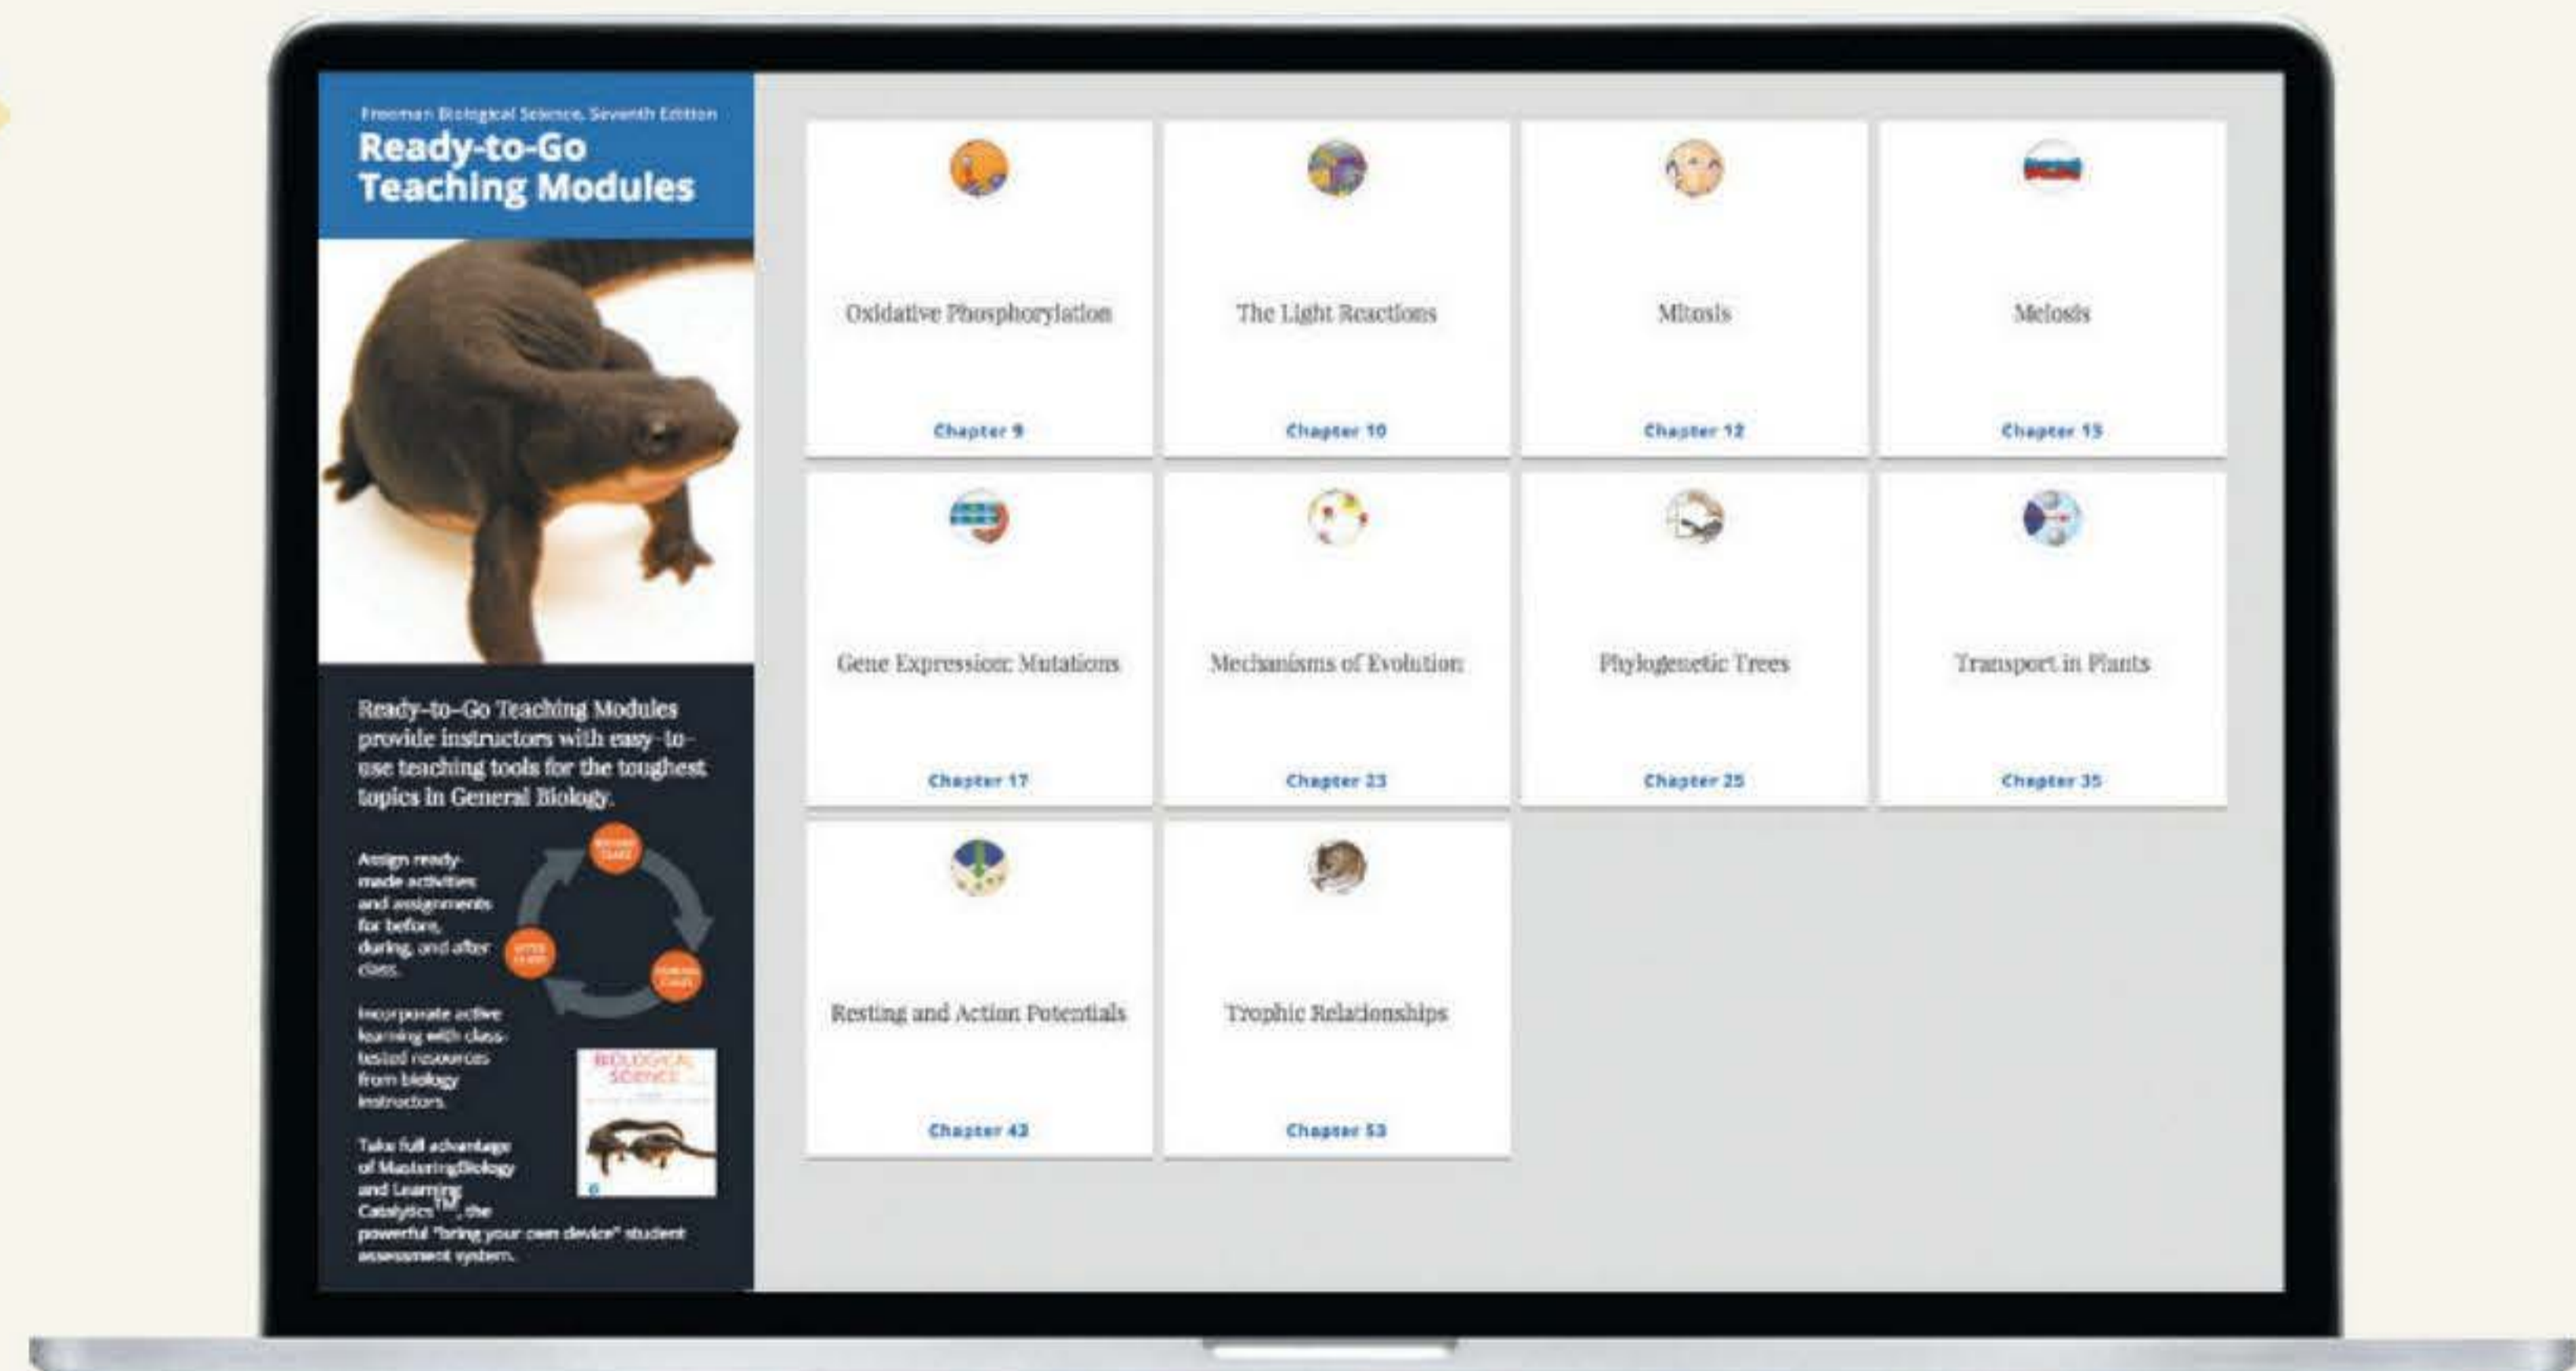 Freeman Biological Science, Seventh Edition
Ready-to-Go
Teaching Modules
Ready-to-Go Teaching Modules
provide instructors with easy-to-
use teaching tools for the toughest
topics in General Biology.
Assign ready-
made activities
and assignments
for before,
during, and after
class.
Incorporate active
learning with class-
tested resources
from biology
instructors.
Take full advantage
of MasteringBiology
and Learning
Catalytics™, the
powerful "bring your own device" student
assessment system.
BIOLOGICAL
SCIENCE
Oxidative Phosphorylation
Chapter 9
The Light Reactions
Chapter 10
Mitosis
Chapter 12
Meiosis
Chapter 13
Gene Expression: Mutations
Chapter 17
Mechanisms of Evolution
Chapter 23
Phylogenetic Trees
Chapter 25
Transport in Plants
Chapter 35
Resting and Action Potentials
Chapter 43
Trophic Relationships
Chapter 53